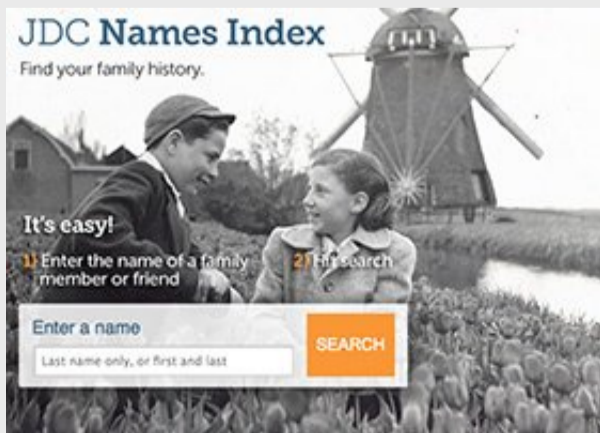 JDC Names Index
Find your family history.
It's easy!
1) Enter the name of a family member or friend
2) Hit search
Enter a name
SEARCH
Last name only, or first and last